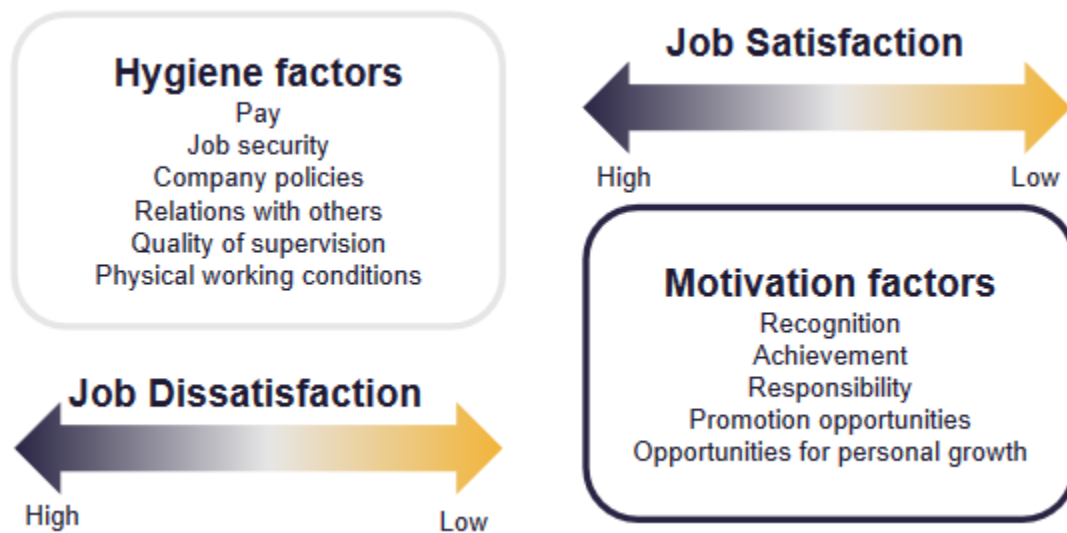 Hygiene factors
Pay
Job security
Company policies
Relations with others
Quality of supervision
Physical working conditions
Job Dissatisfaction
High
Low
Job Satisfaction
High
Low
Motivation factors
Recognition
Achievement
Responsibility
Promotion opportunities
Opportunities for personal growth